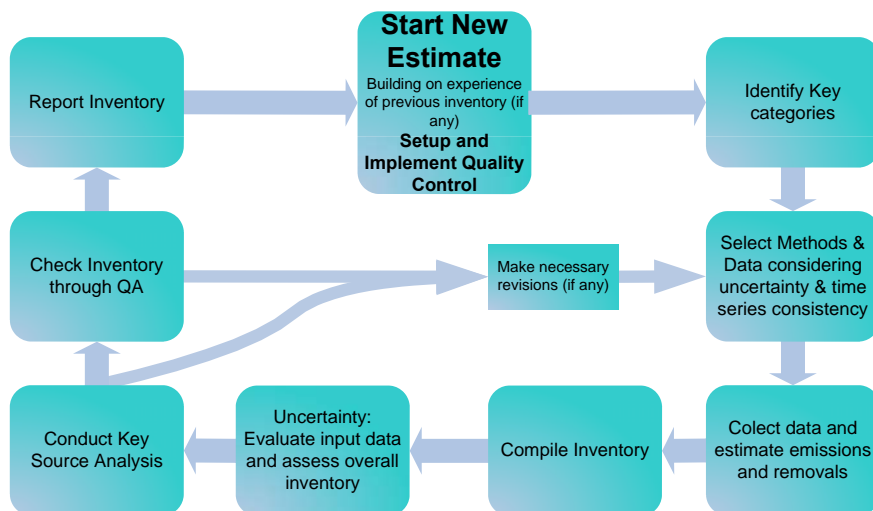 Start New
Estimate
Building on experience
of previous inventory (if
any)
Setup and
Implement Quality
Control
Report Inventory
Identify Key
categories
Check Inventory
through QA
Make necessary
revisions (if any)
Select Methods &
Data considering
uncertainty & time
series consistency
Conduct Key
Source Analysis
Uncertainty:
Evaluate input data
and assess overall
inventory
Compile Inventory
Colect data and
estimate emissions
and removals